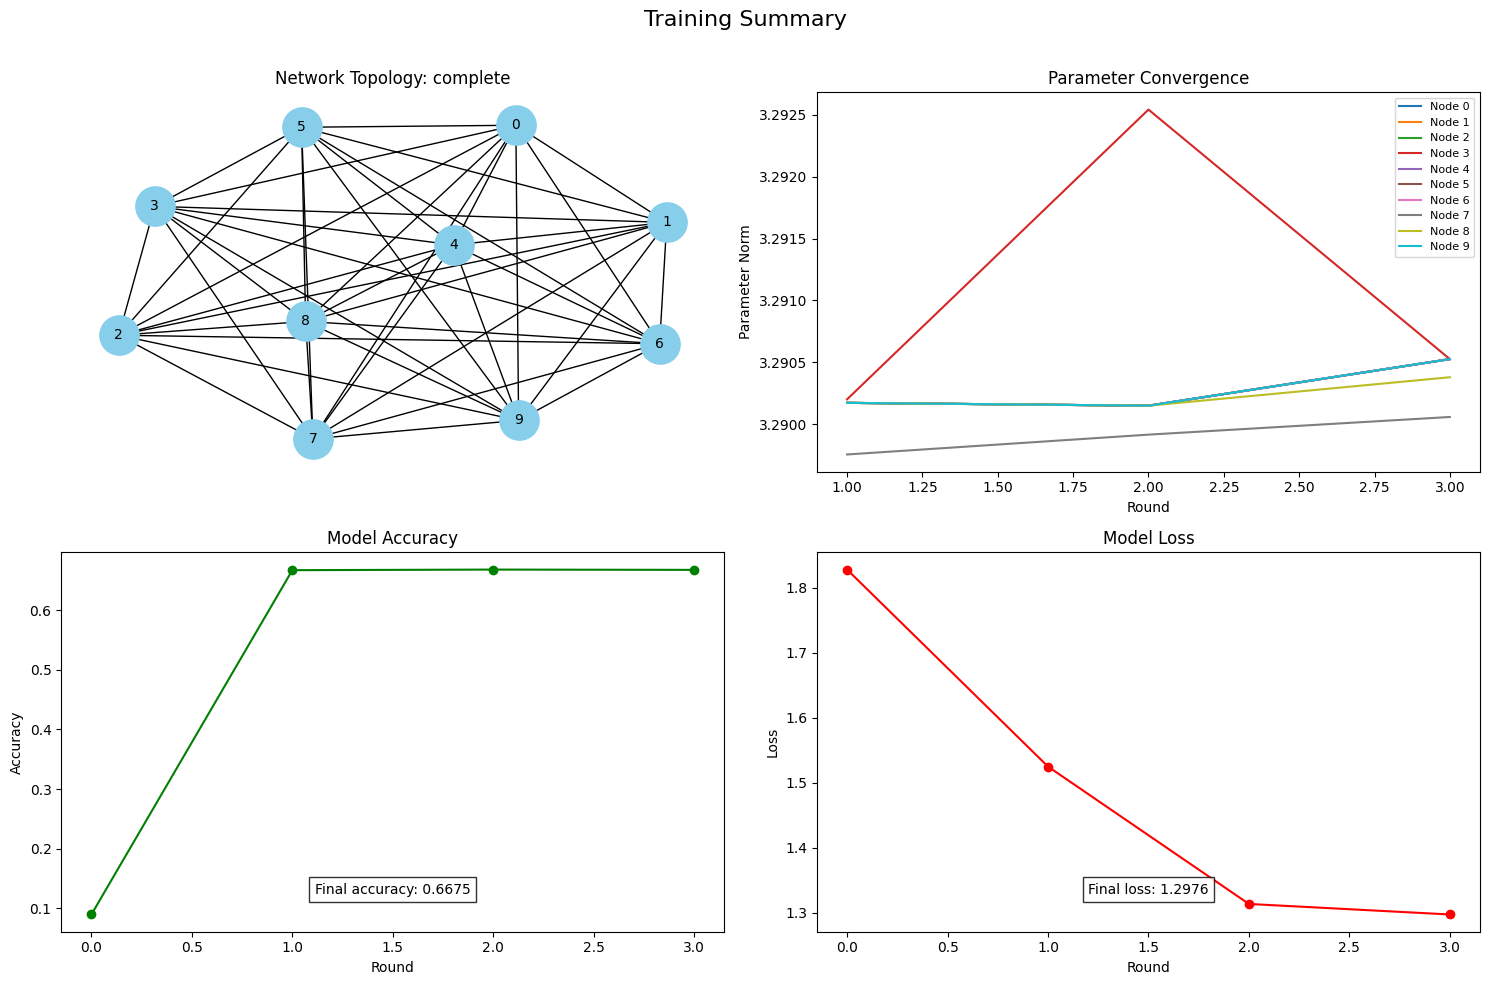 Training Summary
Network Topology: complete
5
0
3
1
4
8
2
6
9
7
Parameter Convergence
Parameter Norm
3.2925
3.2920
3.2915
3.2910
3.2905
3.2900
Node 0
Node 1
Node 2
Node 3
Node 4
Node 5
Node 6
Node 7
Node 8
Node 9
1.00 1.25 1.50 1.75 2.00 2.25 2.50 2.75 3.00
Round
Model Accuracy
Accuracy
0.6
0.5
0.4
0.3
0.2
0.1
Final accuracy: 0.6675
0.0 0.5 1.0 1.5 2.0 2.5 3.0
Round
Model Loss
Loss
1.8
1.7
1.6
1.5
1.4
1.3
Final loss: 1.2976
0.0 0.5 1.0 1.5 2.0 2.5 3.0
Round